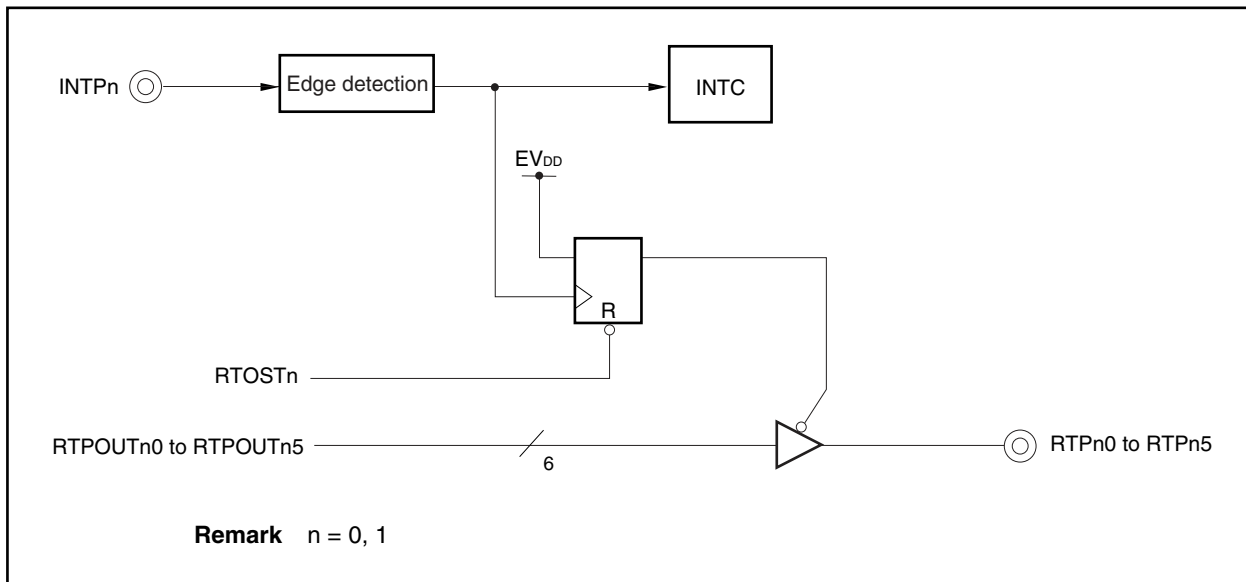 INTPn
Edge detection
INTC
EVDD
R
RTOSTn
RTPOUTn0 to RTPOUTn5
6
RTPn0 to RTPn5
Remark n = 0, 1